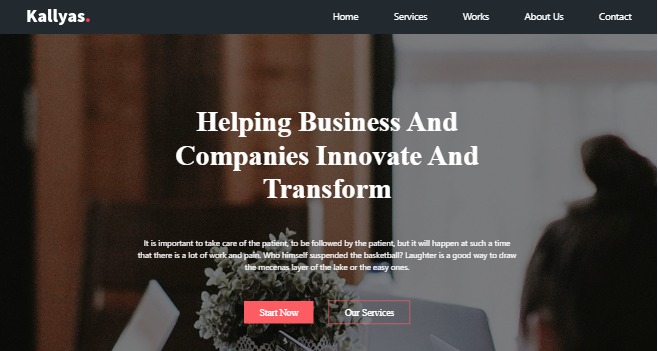 Kallyas.
Home Services Works About Us Contact
Helping Business And
Companies Innovate And
Transform
It is important to take care of the patient, to be followed by the patient, but it will happen at such a time
that there is a lot of work and pain. Who himself suspended the basketball? Laughter is a good way to draw
the mecenas layer of the lake or the easy ones.
Start Now Our Services